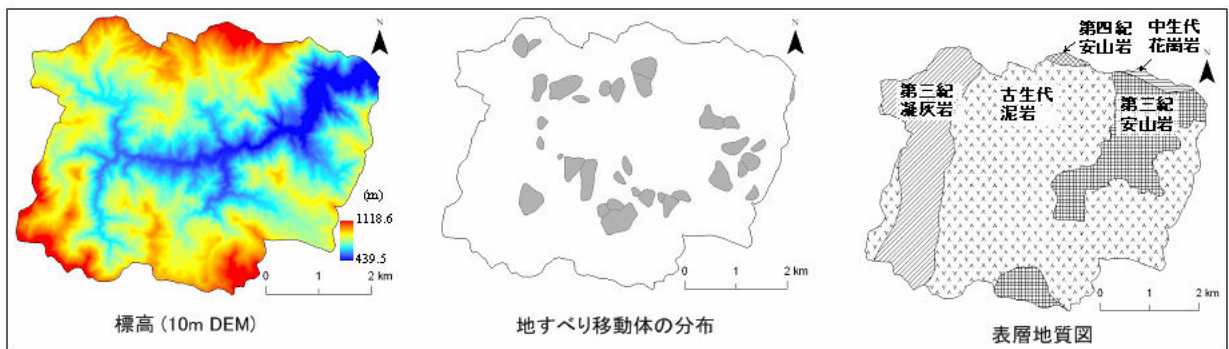 N
(m)
1118.6
439.5
0 1 2 km
標高 (10m DEM)
N
0 1 2 km
地すべり移動体の分布
第四紀
安山岩
中生代
花崗岩
N
第三紀
凝灰岩
古生代
泥岩
第三紀
安山岩
0 1 2 km
表層地質図